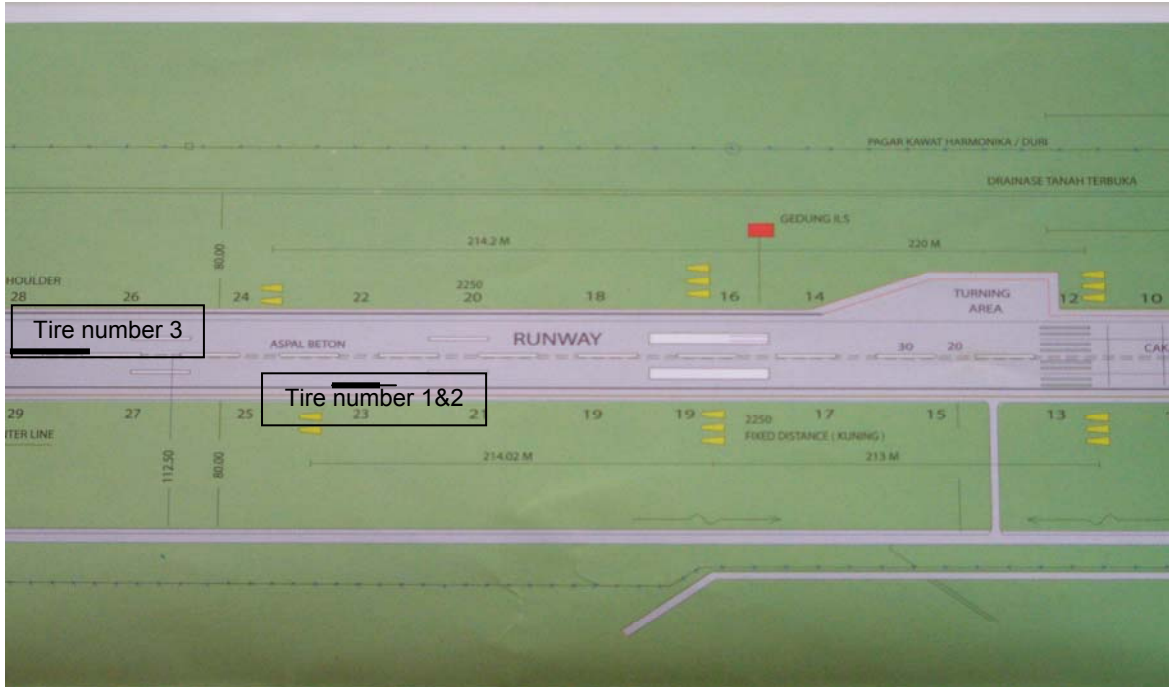 PAGAR KAWAT HARMONIKA / DURI
DRAINASE TANAH TERBUKA
GEDUNG ILS
80.00
214.2 M
220 M
HOULDER
28
26
24
22
2250
20
18
16
14
TURNING
AREA
12
10
Tire number 3
ASPAL BETON
RUNWAY
30
20
CAK
Tire number 1&2
29
27
25
23
21
19
19
2250
17
15
13
TER LINE
FIXED DISTANCE ( KUNING )
112.50
80.00
214.02 M
213 M